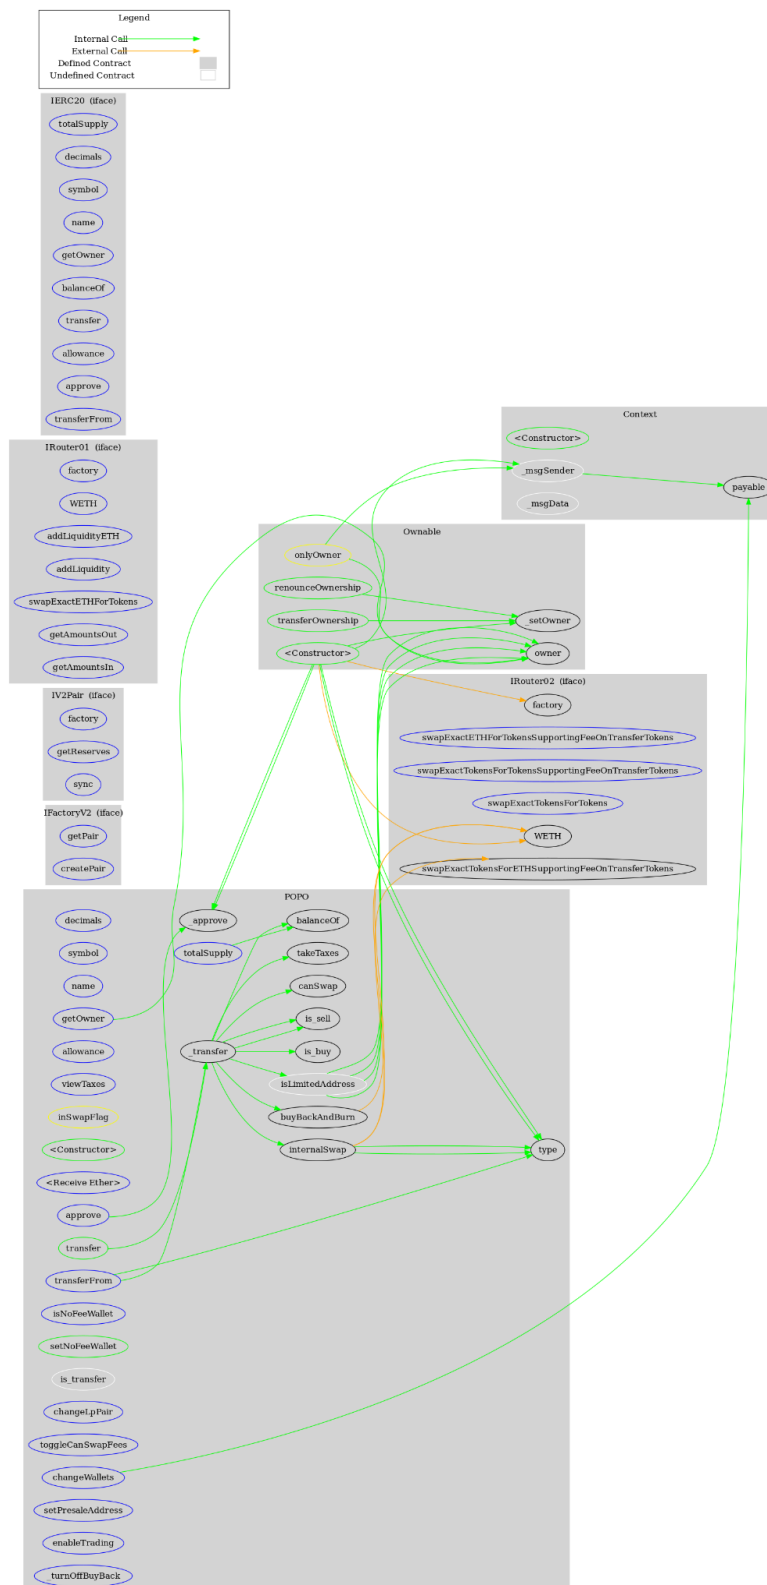 Legend
Internal Call
External Call
Defined Contract
Undefined Contract
IERC20 (iface)
totalSupply
decimals
symbol
name
getOwner
balanceOf
transfer
allowance
approve
transferFrom
IRouter01 (iface)
factory
WETH
addLiquidityETH
addLiquidity
swapExactETHForTokens
getAmountsOut
getAmountsIn
IV2Pair (iface)
factory
getReserves
sync
IFactoryV2 (iface)
getPair
createPair
Context
<Constructor>
_msgSender
_msgData
payable
Ownable
onlyOwner
renounceOwnership
transferOwnership
<Constructor>
_setOwner
owner
IRouter02 (iface)
factory
swapExactETHForTokensSupportingFeeOnTransferTokens
swapExactTokensForTokensSupportingFeeOnTransferTokens
swapExactTokensForTokens
WETH
swapExactTokensForETHSupportingFeeOnTransferTokens
POPO
decimals
symbol
name
getOwner
allowance
viewTaxes
inSwapFlag
<Constructor>
<Receive Ether>
approve
transfer
transferFrom
isNoFeeWallet
setNoFeeWallet
is_transfer
changeLpPair
toggleCanSwapFees
changeWallets
setPresaleAddress
enableTrading
_turnOffBuyBack
approve
totalSupply
_transfer
balanceOf
takeTaxes
canSwap
is_sell
is_buy
isLimitedAddress
buyBackAndBurn
internalSwap
type